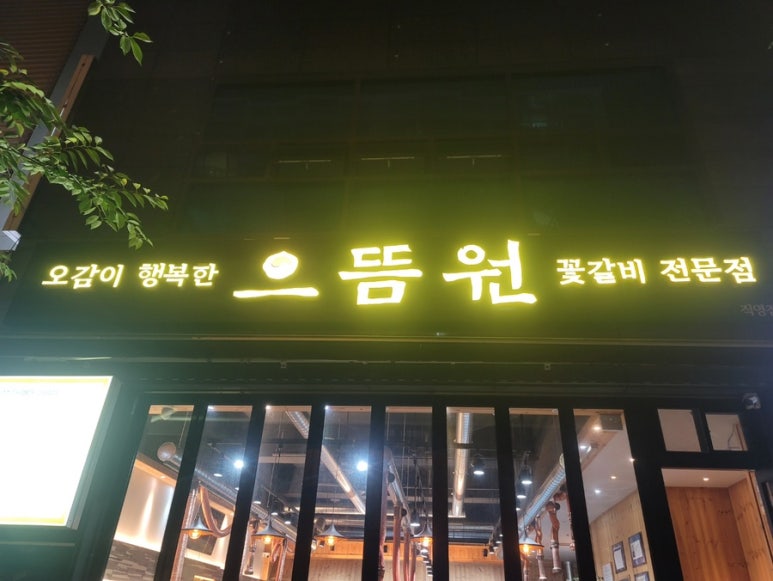 오감이 행복한 으뜸원 꽃갈비 전문점